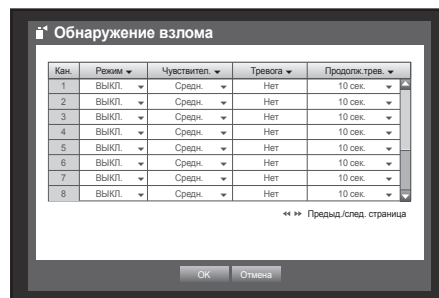 Обнаружение взлома
Кан. Режим Чувствител. Тревога Продолж.трев.
1 ВЫКЛ. Средн. Нет 10 сек.
2 ВЫКЛ. Средн. Нет 10 сек.
3 ВЫКЛ. Средн. Нет 10 сек.
4 ВЫКЛ. Средн. Нет 10 сек.
5 ВЫКЛ. Средн. Нет 10 сек.
6 ВЫКЛ. Средн. Нет 10 сек.
7 ВЫКЛ. Средн. Нет 10 сек.
8 ВЫКЛ. Средн. Нет 10 сек.
Предыд./след. страница
OK Отмена